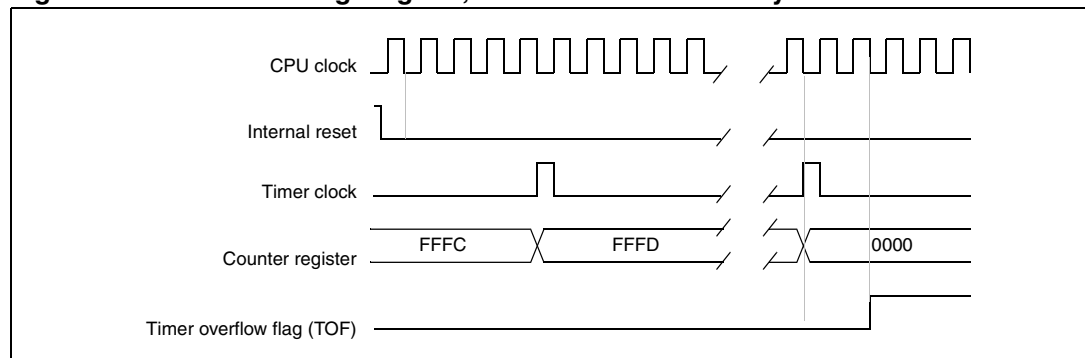 CPU clock
Internal reset
Timer clock
FFFC FFFD 0000
Counter register
Timer overflow flag (TOF)